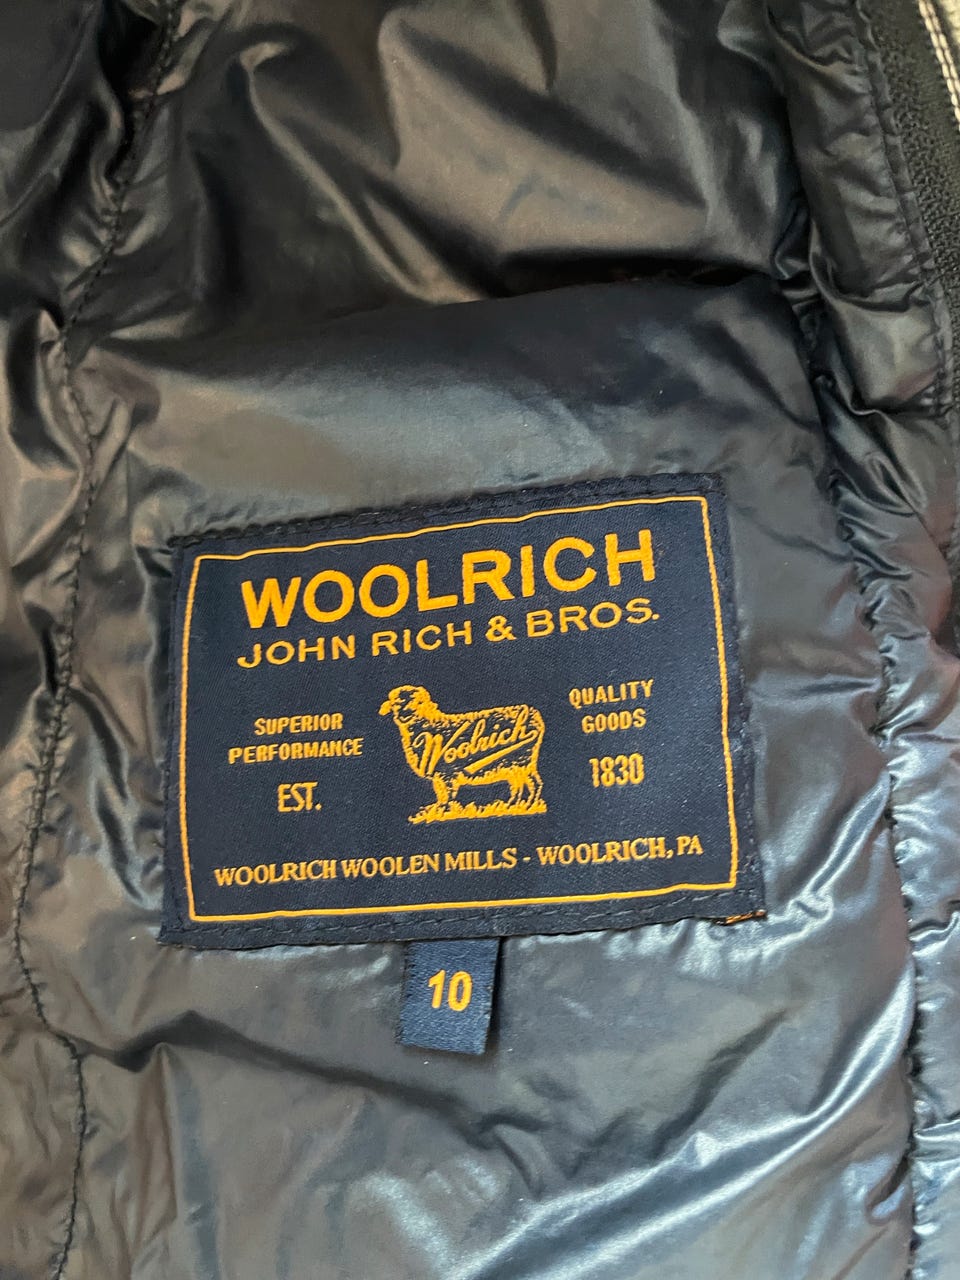 WOOLRICH
JOHN RICH & BROS.
SUPERIOR
PERFORMANCE
EST.
Woolrich
QUALITY
GOODS
1830
WOOLRICH WOOLEN MILLS - WOOLRICH, PA
10